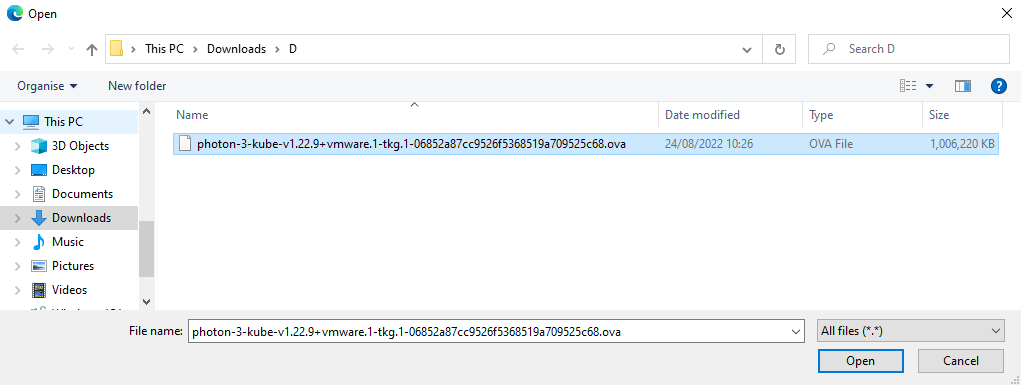 Open
This PC > Downloads > D
Search D
Organise
New folder
?
Name
Date modified
Type
Size
This PC
3D Objects
Desktop
Documents
Downloads
Music
Pictures
Videos
photon-3-kube-v1.22.9+vmware.1-tkg.1-06852a87cc9526f5368519a709525c68.ova
24/08/2022 10:26
OVA File
1,006,220 KB
File name:
photon-3-kube-v1.22.9+vmware.1-tkg.1-06852a87cc9526f5368519a709525c68.ova
All files (*.*)
Open
Cancel